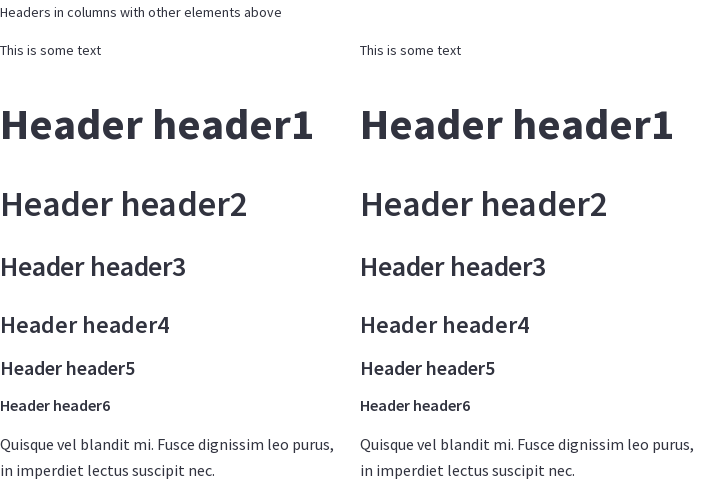 Headers in columns with other elements above
This is some text
Header header1
Header header2
Header header3
Header header4
Header header5
Header header6
Quisque vel blandit mi. Fusce dignissim leo purus,
in imperdiet lectus suscipit nec.
This is some text
Header header1
Header header2
Header header3
Header header4
Header header5
Header header6
Quisque vel blandit mi. Fusce dignissim leo purus,
in imperdiet lectus suscipit nec.